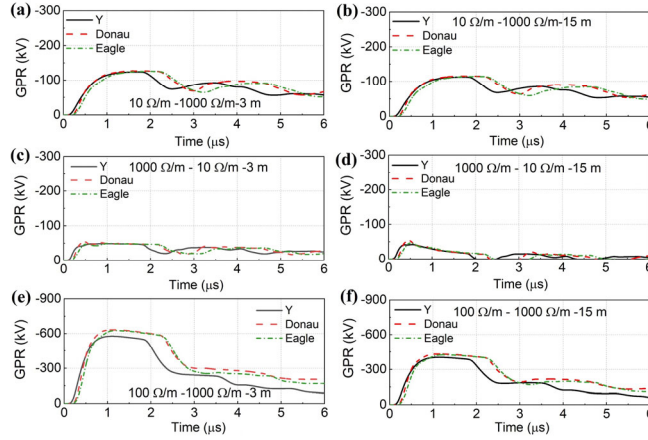 (a)
-300
-200
-100
0
GPR (kV)
Y
Donau
Eagle
10 Ω/m -1000 Ω/m-3 m
0 1 2 3 4 5 6
Time (μs)
(b)
-300
-200
-100
0
GPR (kV)
10 Ω/m -1000 Ω/m-15 m
Y
Donau
Eagle
0 1 2 3 4 5 6
Time (μs)
(c)
-300
-200
-100
0
GPR (kV)
1000 Ω/m - 10 Ω/m -3 m
Y
Donau
Eagle
0 1 2 3 4 5 6
Time (μs)
(d)
-300
-200
-100
0
GPR (kV)
1000 Ω/m - 10 Ω/m -15 m
Y
Donau
Eagle
0 1 2 3 4 5 6
Time (μs)
(e)
-900
-600
-300
0
GPR (kV)
Y
Donau
Eagle
100 Ω/m -1000 Ω/m -3 m
0 1 2 3 4 5 6
Time (μs)
(f)
-900
-600
-300
0
GPR (kV)
Y
100 Ω/m - 1000 Ω/m -15 m
Donau
Eagle
0 1 2 3 4 5 6
Time (μs)